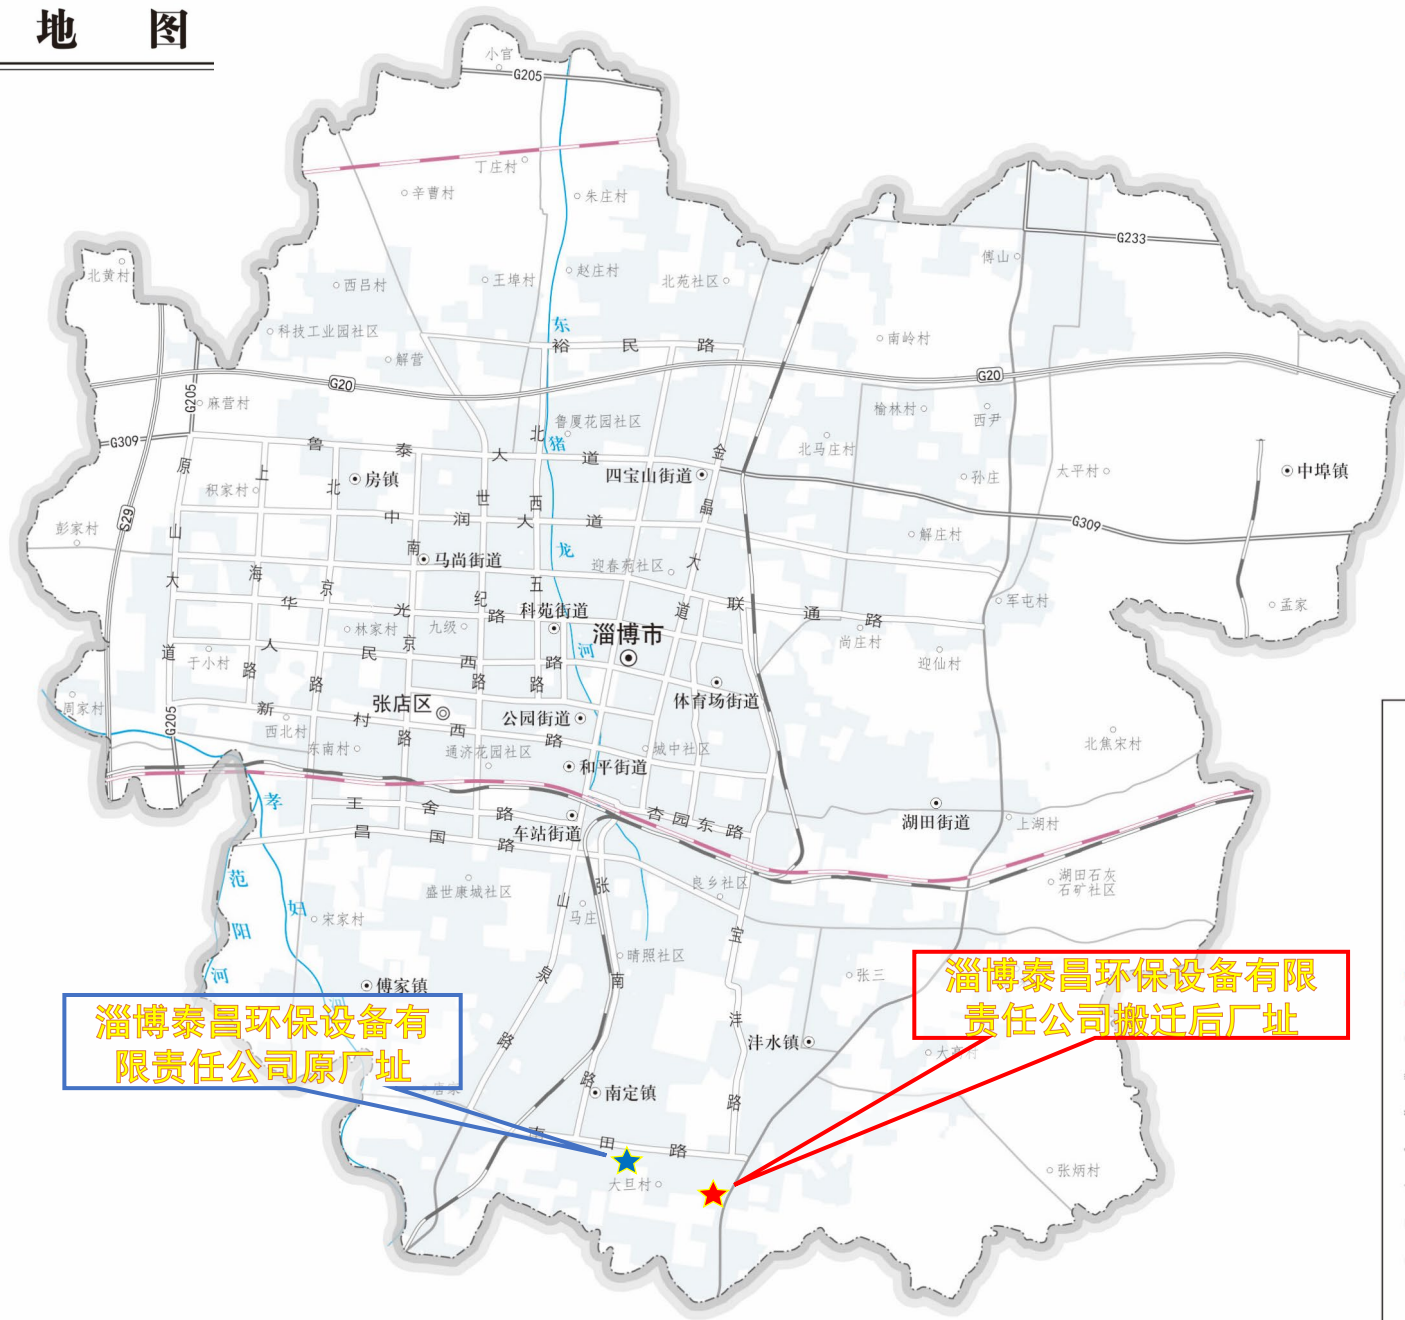 地 图
小官
G205
丁庄村
辛曹村
朱庄村
G233
傅山
北黄村
西吕村
王埠村
赵庄村
北苑社区
东
科技工业园社区
解营
裕 民 路
南岭村
G20
G20
G205
麻营村
鲁厦花园社区
榆林村
西尹
G309
鲁 泰 大 道
北
猪
金
北马庄村
原
上
积家村
北
房镇
四宝山街道
孙庄
太平村
中埠镇
S29
彭家村
中 润 大 道
世
西
晶
G309
山
南
马尚街道
龙
迎春苑社区
大
解庄村
大
海
京
纪
五
华 光 路
科苑街道
道
联 通 路
军屯村
孟家
林家村
九级
淄博市
尚庄村
道
于小村
人 民 西 路
京
河
迎仙村
路
路
路
路
周家村
张店区
体育场街道
G205
新 村 西 路
西北村
公园街道
东南村
路
通济花园社区
城中社区
北焦宋村
和平街道
孝
王 舍 路
杏园东路
湖田街道
上湖村
昌 国 路
车站街道
范
盛世康城社区
张
良乡社区
湖田石灰
石矿社区
妇
宋家村
山
马庄
阳
宝
晴照社区
南
河
泉
张三
傅家镇
河
淄博泰昌环保设备有限
责任公司搬迁后厂址
淄博泰昌环保设备有
限责任公司原厂址
沣
路
沣水镇
路
南定镇
路
南 田 路
大旦村
张炳村